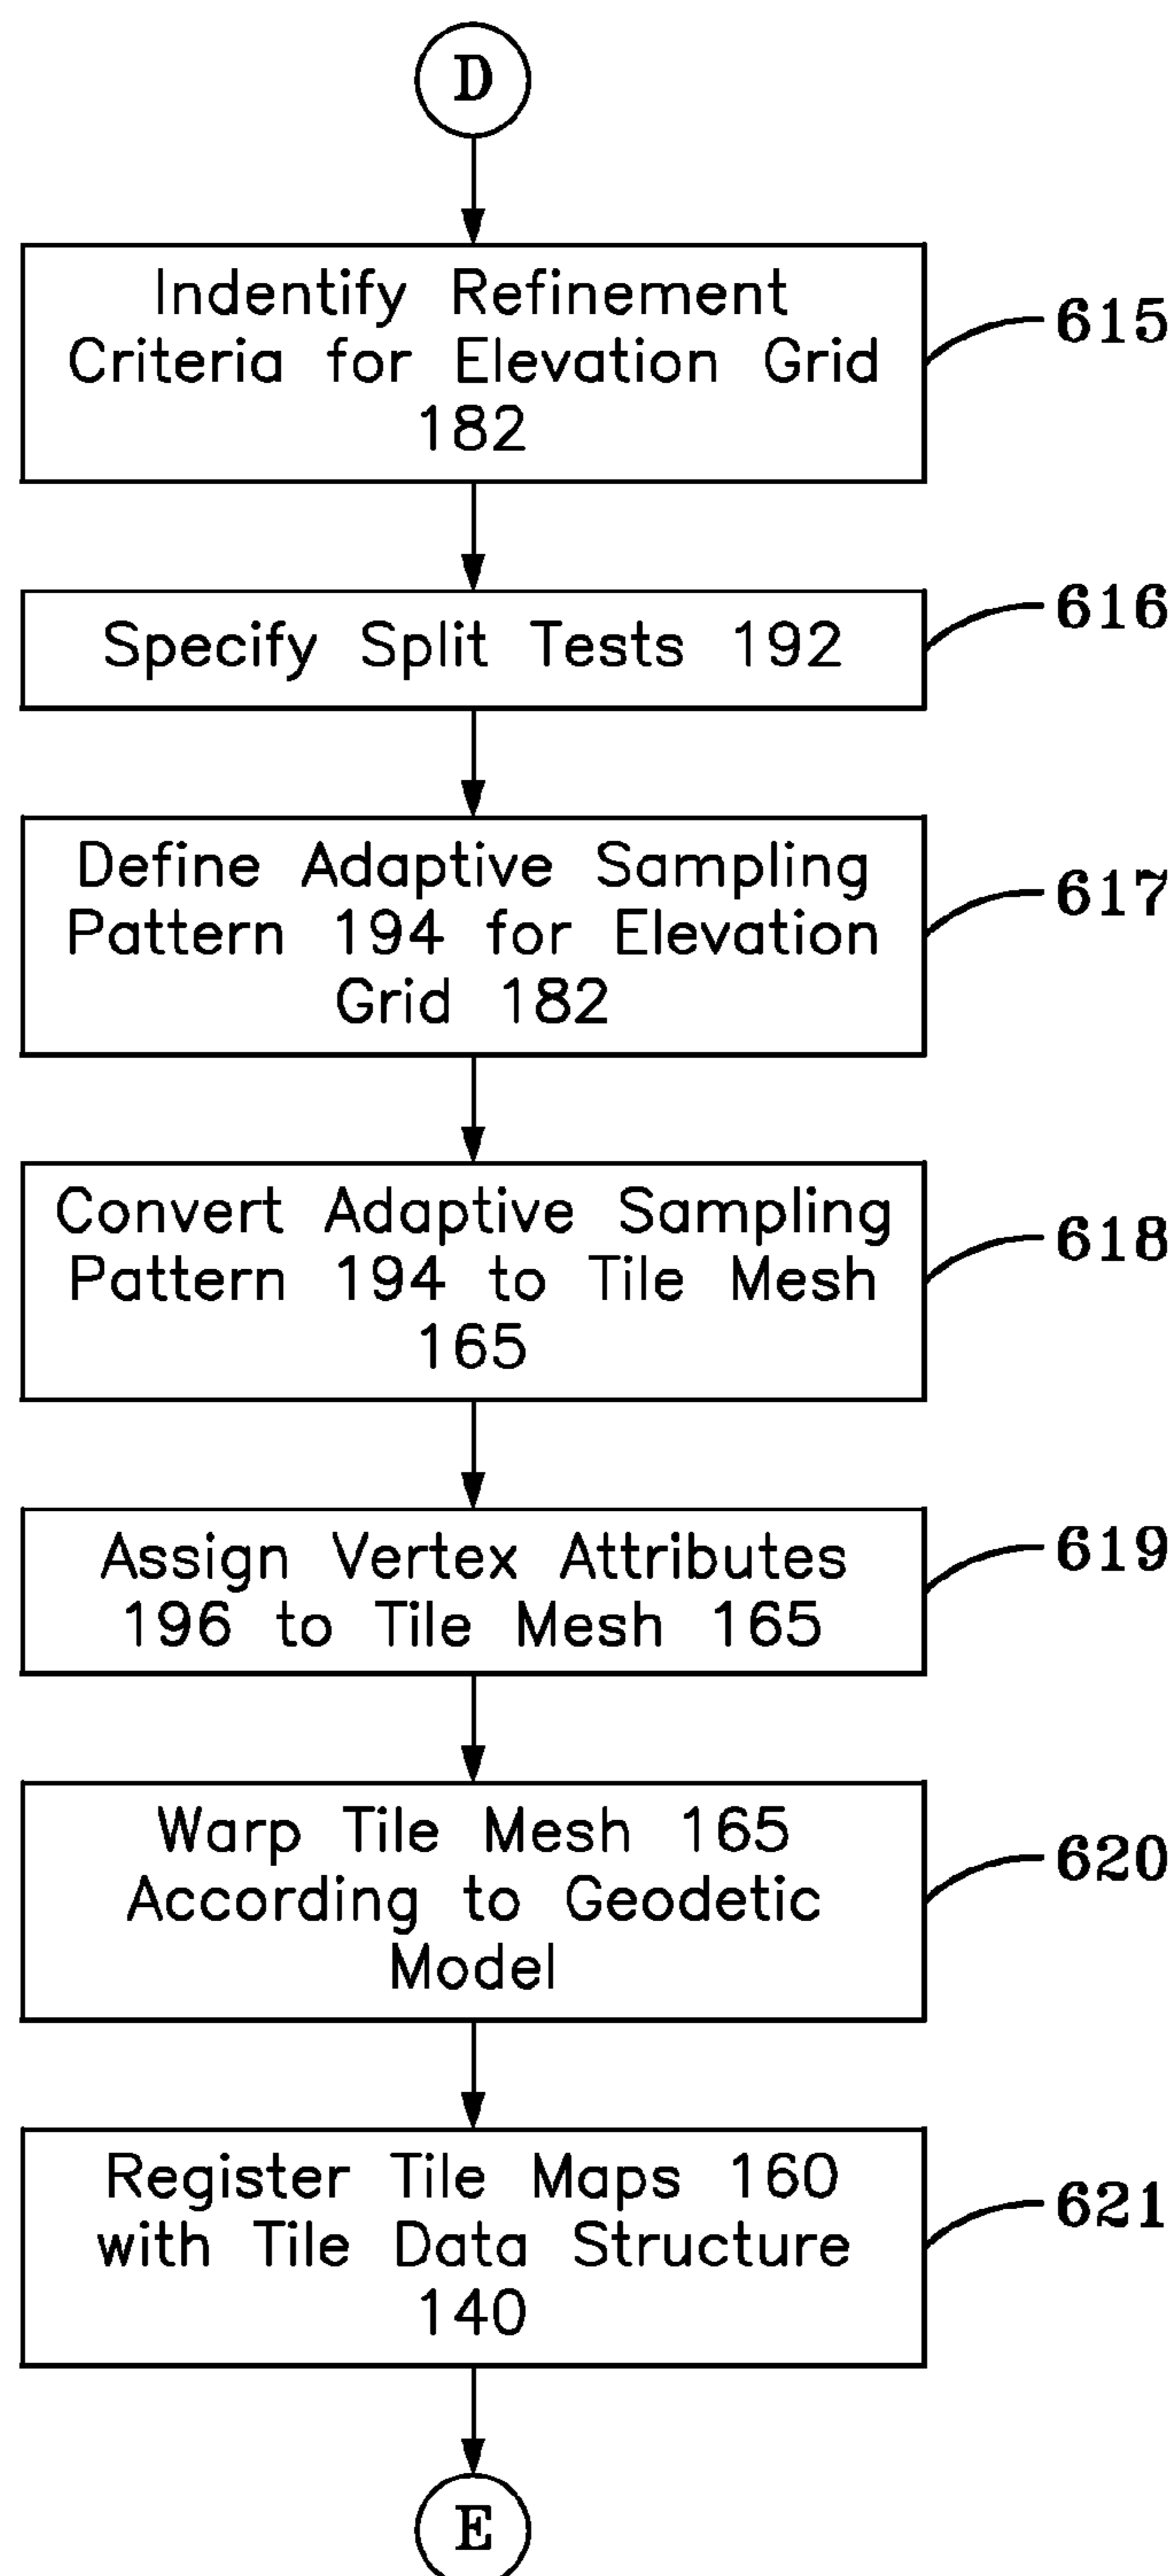 D
Indentify Refinement
Criteria for Elevation Grid
182
615
Specify Split Tests 192
616
Define Adaptive Sampling
Pattern 194 for Elevation
Grid 182
617
Convert Adaptive Sampling
Pattern 194 to Tile Mesh
165
618
Assign Vertex Attributes
196 to Tile Mesh 165
619
Warp Tile Mesh 165
According to Geodetic
Model
620
Register Tile Maps 160
with Tile Data Structure
140
621
E